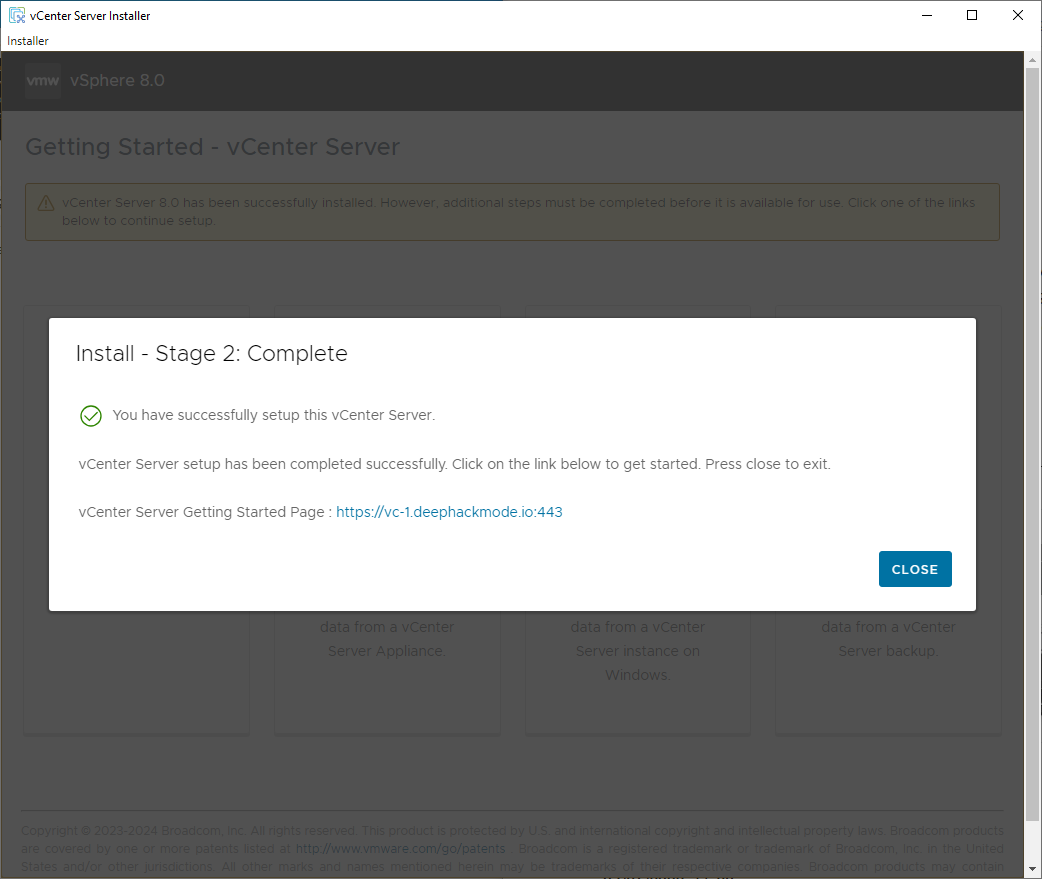 vCenter Server Installer
Installer
vmw vSphere 8.0
Getting Started - vCenter Server
vCenter Server 8.0 has been successfully installed. However, additional steps must be completed before it is available for use. Click one of the links
below to continue setup.
Install - Stage 2: Complete
You have successfully setup this vCenter Server.
vCenter Server setup has been completed successfully. Click on the link below to get started. Press close to exit.
vCenter Server Getting Started Page : https://vc-1.deephackmode.io:443
CLOSE
data from a vCenter
Server Appliance.
data from a vCenter
Server instance on
Windows.
data from a vCenter
Server backup.
Copyright © 2023-2024 Broadcom, Inc. All rights reserved. This product is protected by U.S. and international copyright and intellectual property laws. Broadcom products
are covered by one or more patents listed at http://www.vmware.com/go/patents . Broadcom is a registered trademark or trademark of Broadcom, Inc. in the United
States and/or other jurisdictions. All other marks and names mentioned herein may be trademarks of their respective companies. Broadcom products may contain